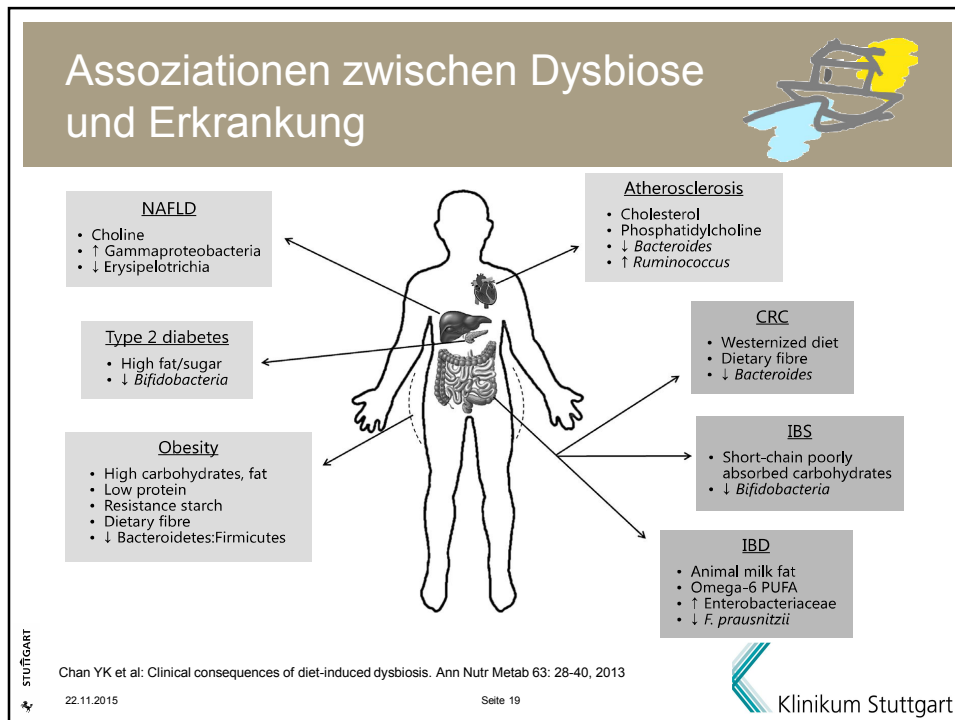 Assoziationen zwischen Dysbiose
und Erkrankung
NAFLD
• Choline
• ↑ Gammaproteobacteria
• ↓ Erysipelotrichia
Type 2 diabetes
• High fat/sugar
• ↓ Bifidobacteria
Obesity
• High carbohydrates, fat
• Low protein
• Resistance starch
• Dietary fibre
• ↓ Bacteroidetes:Firmicutes
Atherosclerosis
• Cholesterol
• Phosphatidylcholine
• ↓ Bacteroides
• ↑ Ruminococcus
CRC
• Westernized diet
• Dietary fibre
• ↓ Bacteroides
IBS
• Short-chain poorly
absorbed carbohydrates
• ↓ Bifidobacteria
IBD
• Animal milk fat
• Omega-6 PUFA
• ↑ Enterobacteriaceae
• ↓ F. prausnitzii
STUTTGART
Chan YK et al: Clinical consequences of diet-induced dysbiosis. Ann Nutr Metab 63: 28-40, 2013
22.11.2015
Seite 19
Klinikum Stuttgart